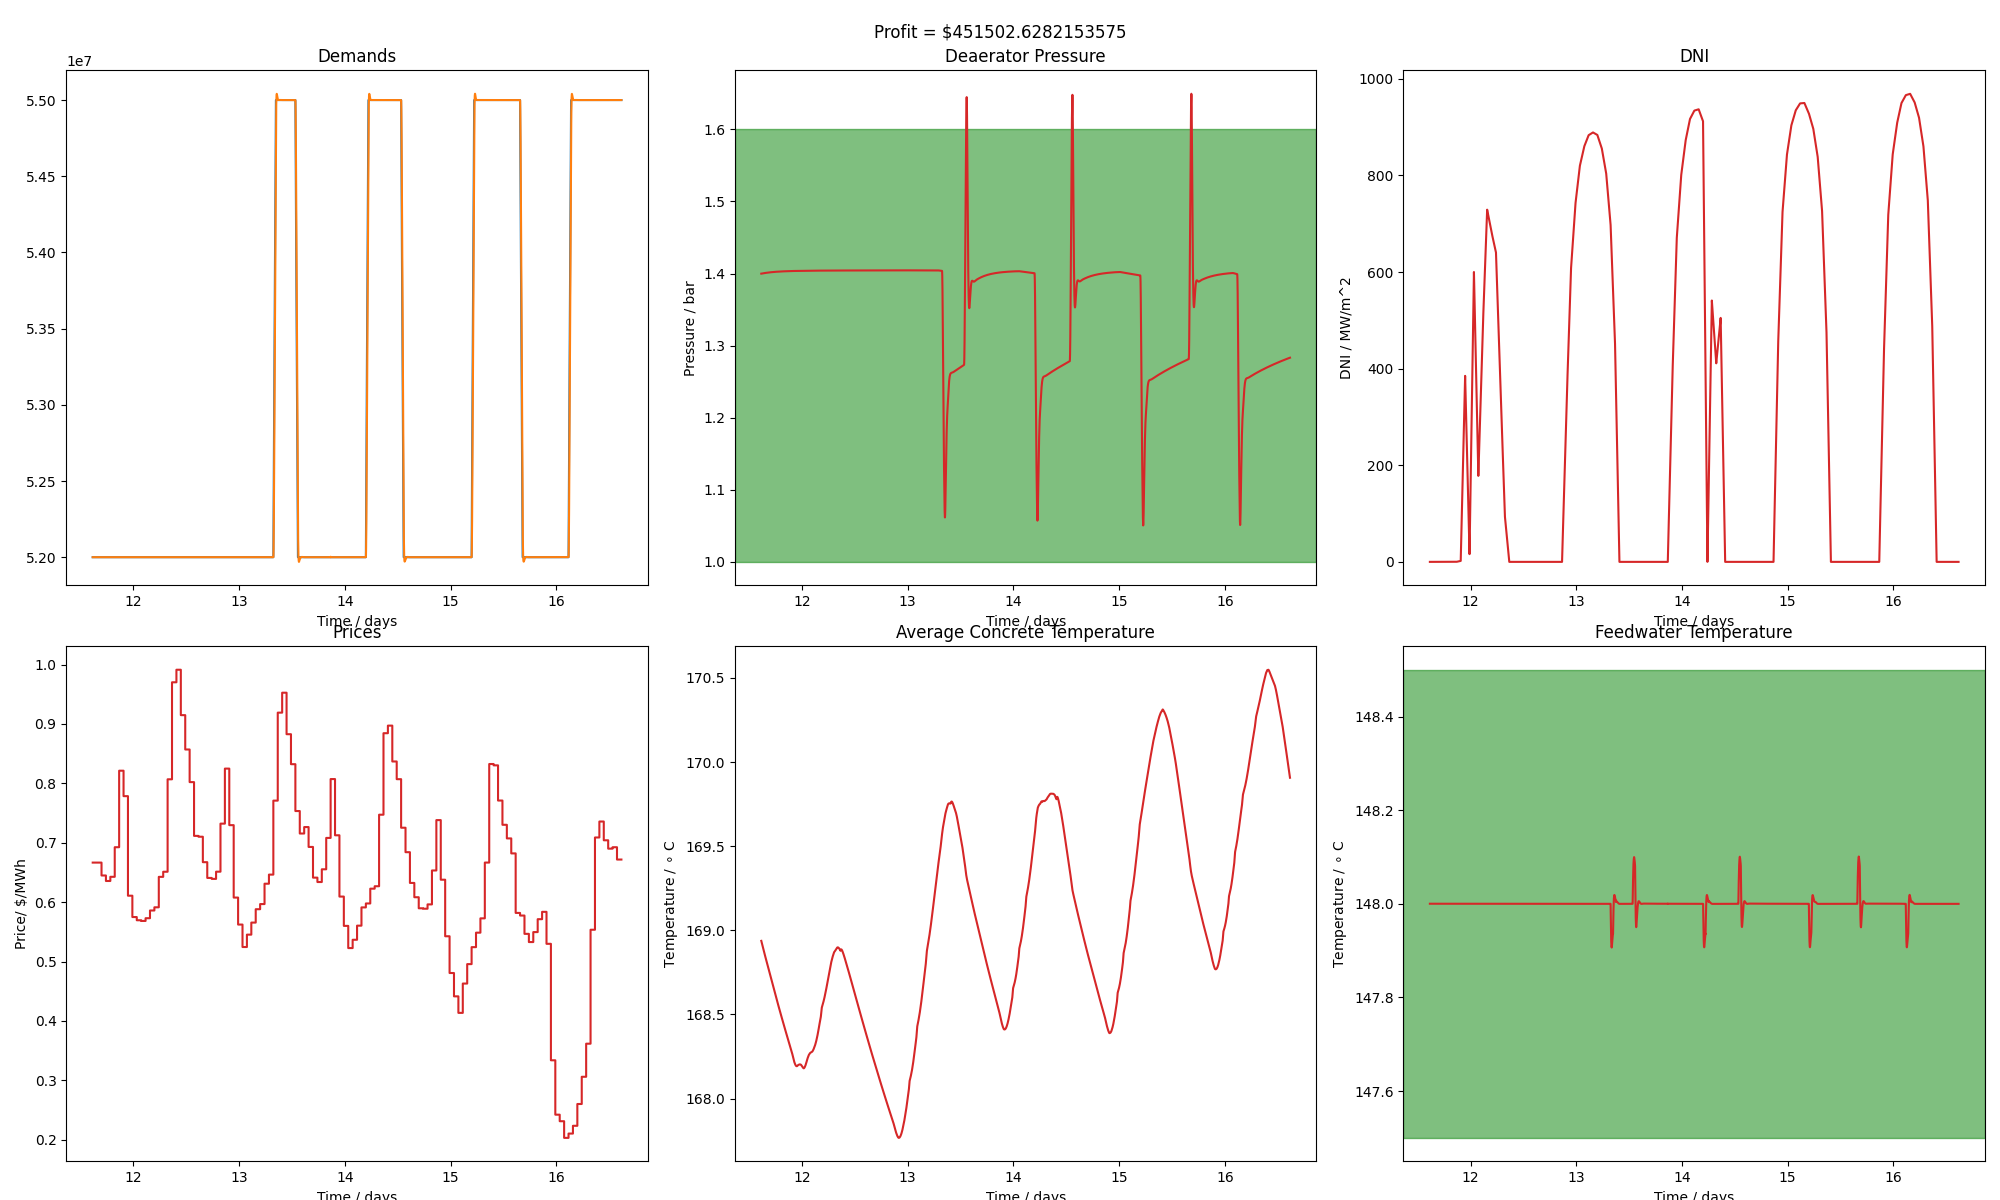 Profit = $451502.6282153575
Demands
1e7
5.50
5.45
5.40
5.35
5.30
5.25
5.20
12 13 14 15 16
Time / days
Deaerator Pressure
Pressure / bar
1.6
1.5
1.4
1.3
1.2
1.1
1.0
12 13 14 15 16
Time / days
DNI
DNI / MW/m^2
1000
800
600
400
200
0
12 13 14 15 16
Time / days
Prices
Price/ $/MWh
1.0
0.9
0.8
0.7
0.6
0.5
0.4
0.3
0.2
12 13 14 15 16
Time / days
Average Concrete Temperature
Temperature / ∘ C
170.5
170.0
169.5
169.0
168.5
168.0
12 13 14 15 16
Time / days
Feedwater Temperature
Temperature / ∘ C
148.4
148.2
148.0
147.8
147.6
12 13 14 15 16
Time / days